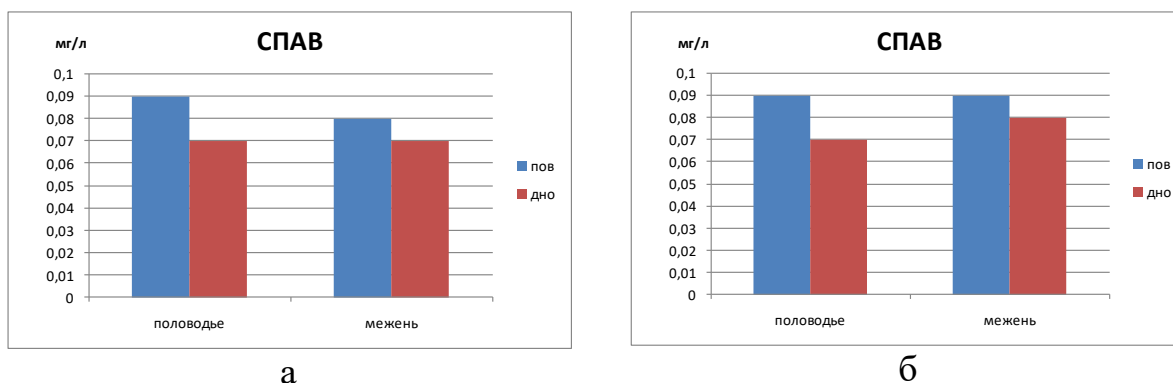 СПАВ
мг/л
0,1
0,09
0,08
0,07
0,06
0,05
0,04
0,03
0,02
0,01
0
половодье
межень
пов
дно
а
СПАВ
мг/л
0,1
0,09
0,08
0,07
0,06
0,05
0,04
0,03
0,02
0,01
0
половодье
межень
пов
дно
б